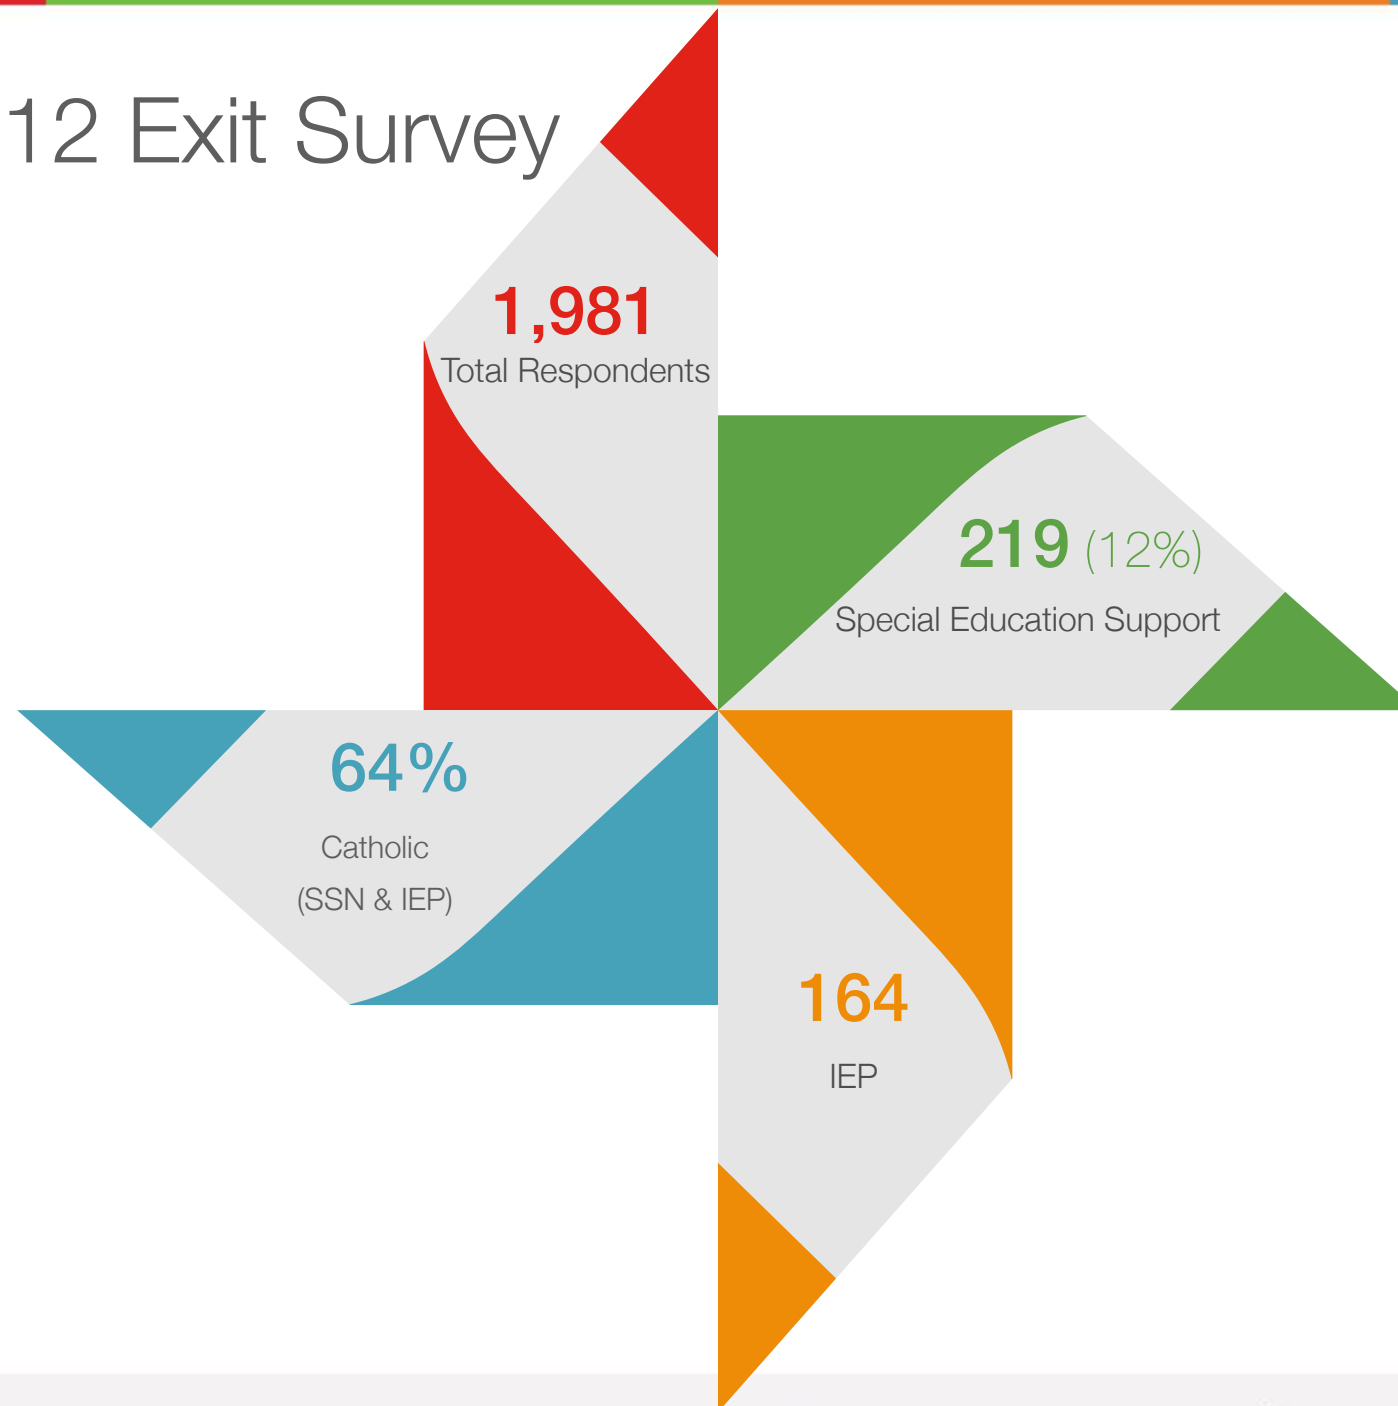 12 Exit Survey
1,981
Total Respondents
219 (12%)
Special Education Support
64%
Catholic
(SSN & IEP)
164
IEP